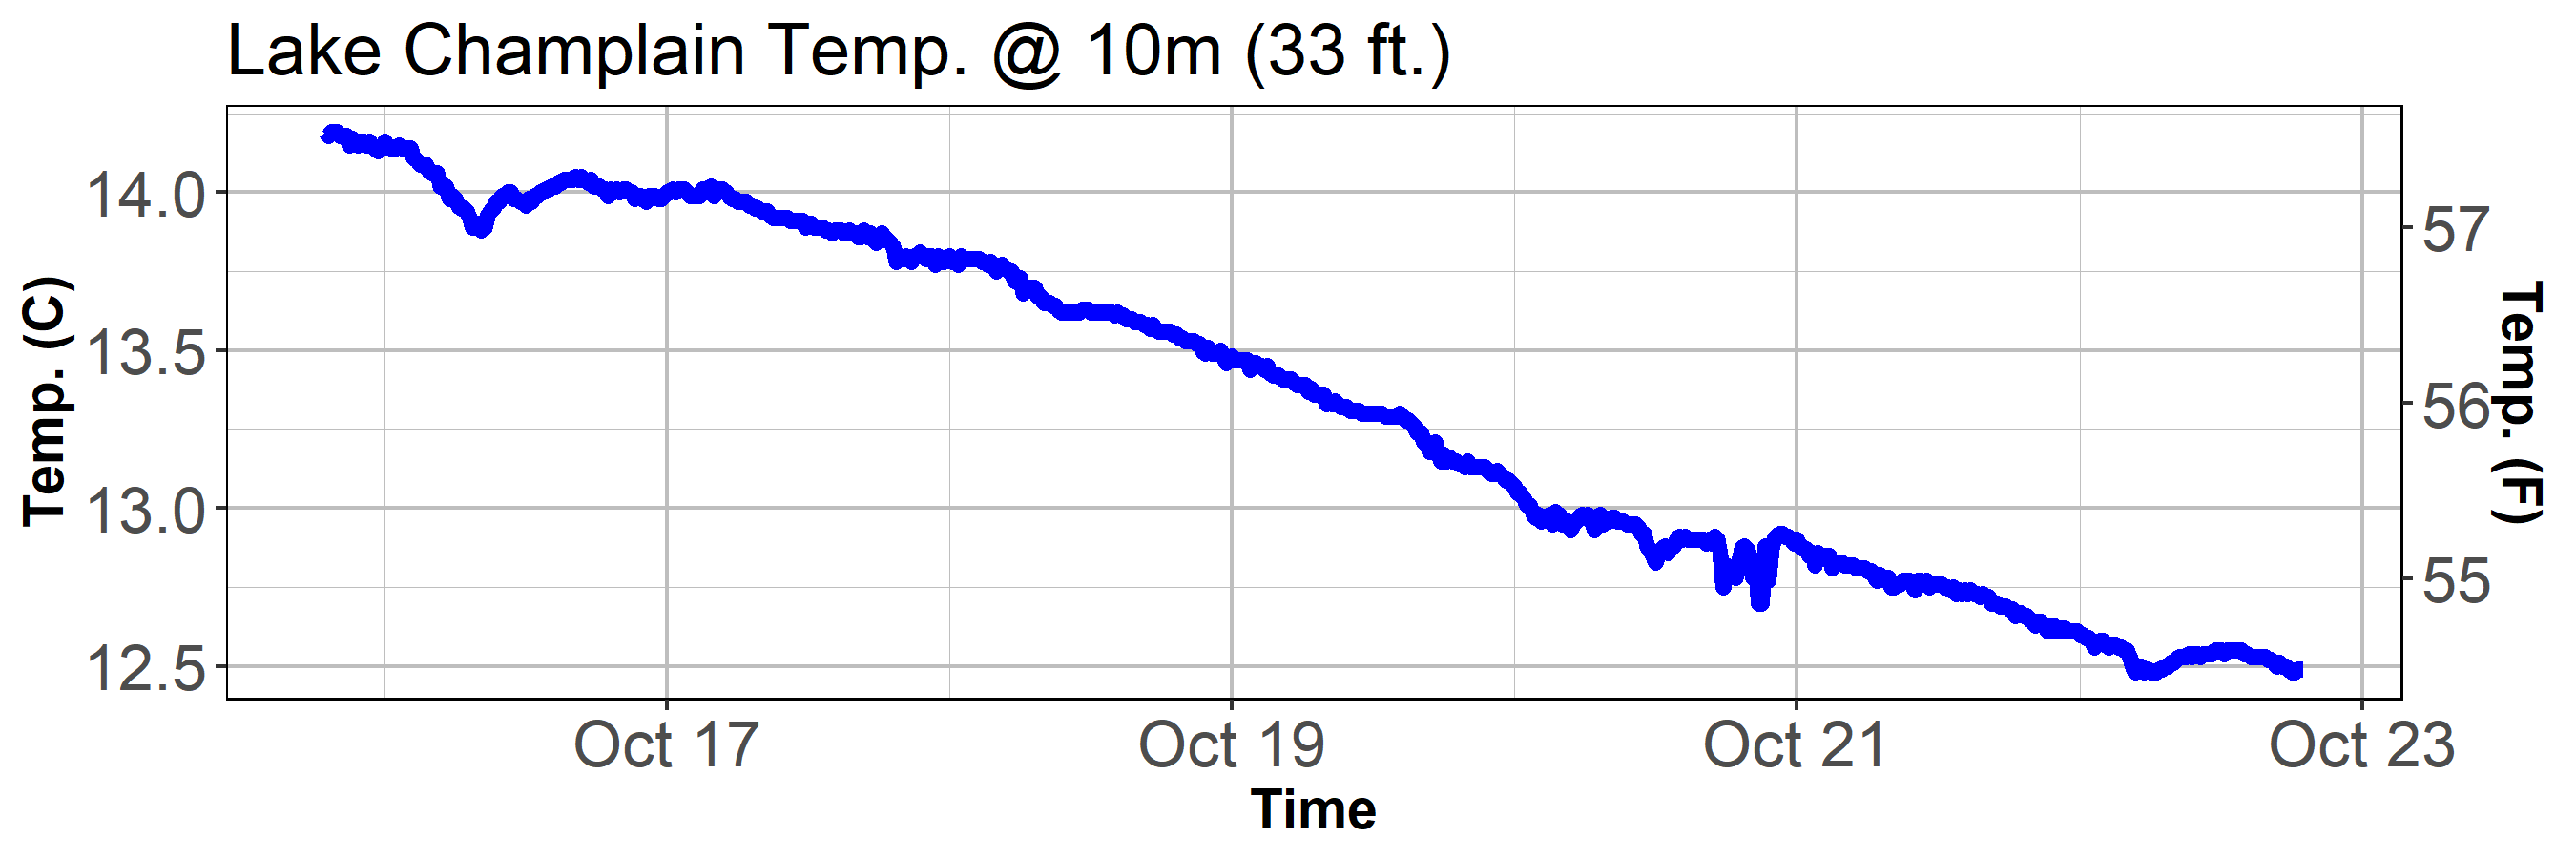 Lake Champlain Temp. @ 10m (33 ft.)
Temp. (C)
14.0
13.5
13.0
12.5
57
56
55
Temp. (F)
Oct 17 Oct 19 Oct 21 Oct 23
Time